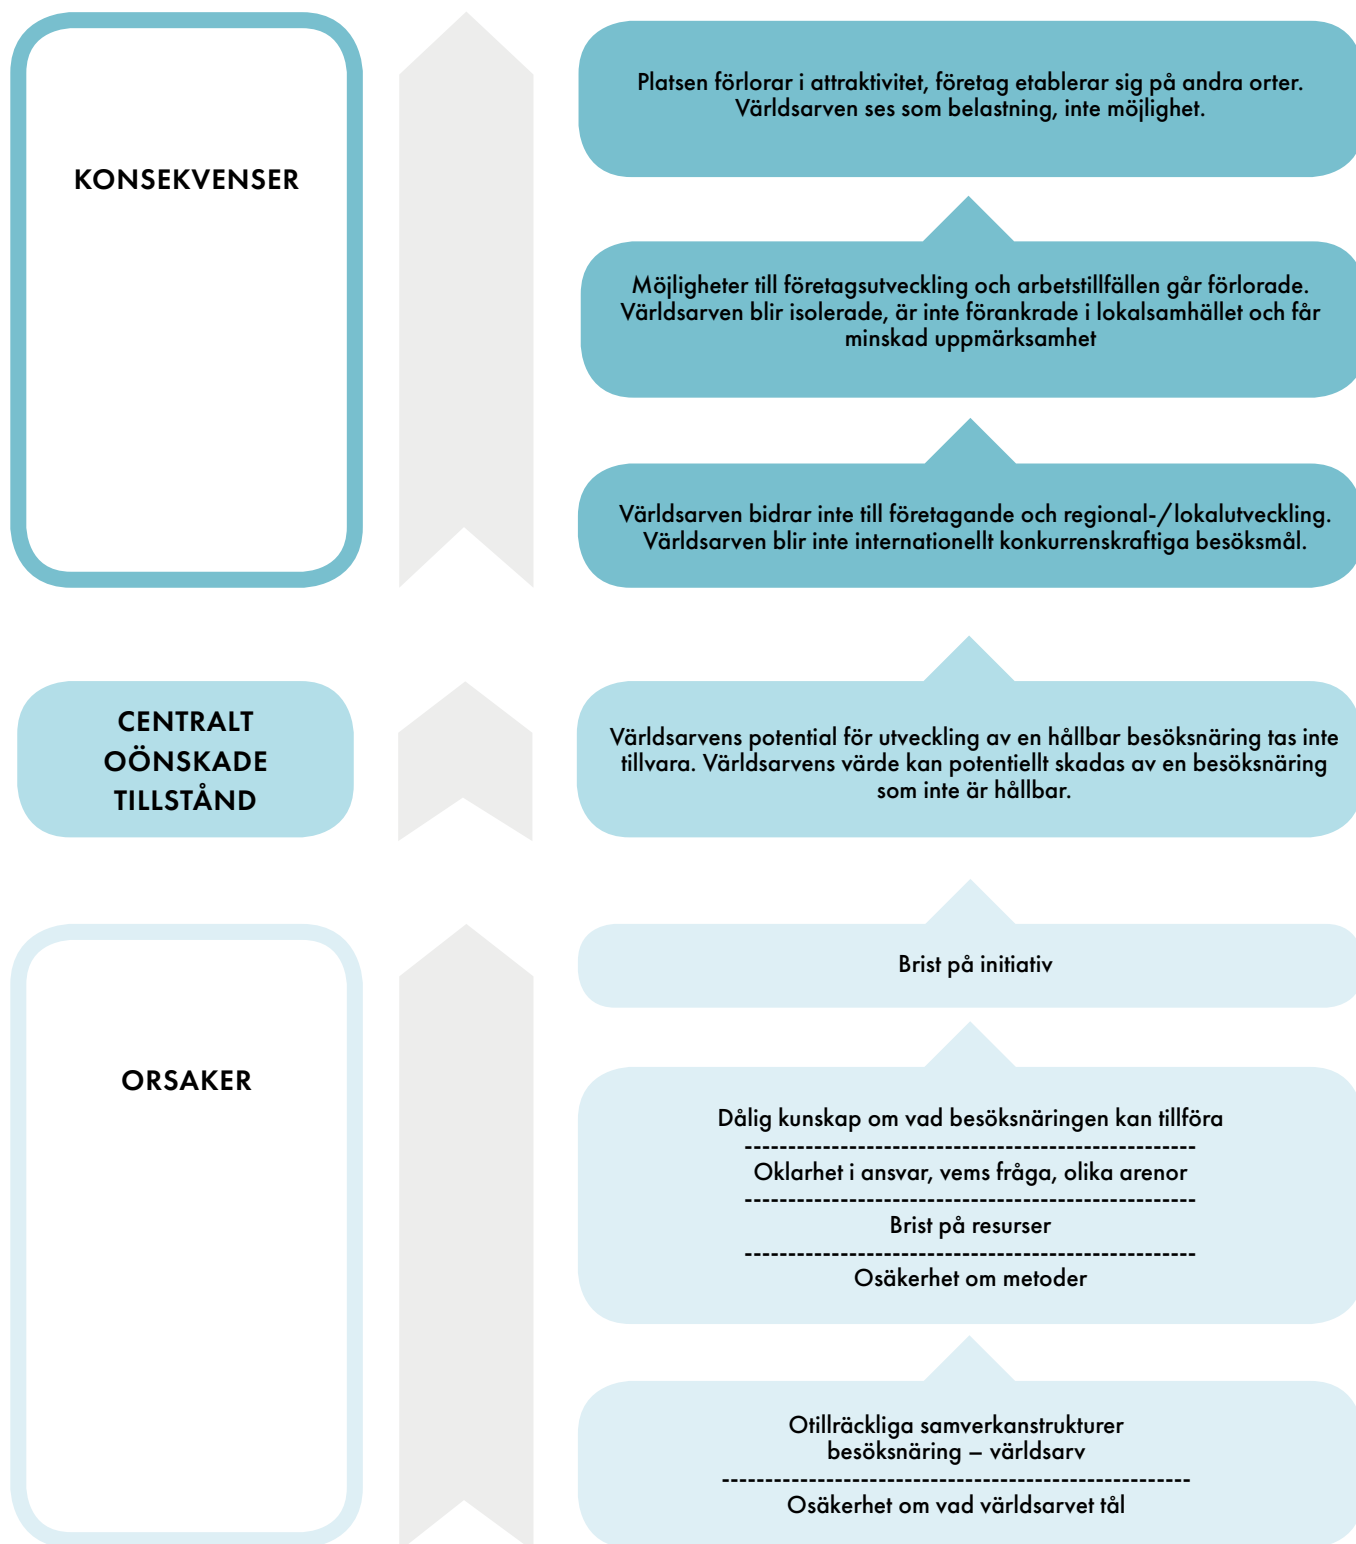 KONSEKVENSER
Platsen förlorar i attraktivitet, företag etablerar sig på andra orter.
Världsarven ses som belastning, inte möjlighet.
Möjligheter till företagsutveckling och arbetstillfällen går förlorade.
Världsarven blir isolerade, är inte förankrade i lokalsamhället och får
minskad uppmärksamhet
Världsarven bidrar inte till företagande och regional-/lokalutveckling.
Världsarven blir inte internationellt konkurrenskraftiga besöksmål.
CENTRALT
OÖNSKADE
TILLSTÅND
Världsarvens potential för utveckling av en hållbar besöksnäring tas inte
tillvara. Världsarvens värde kan potentiellt skadas av en besöksnäring
som inte är hållbar.
ORSAKER
Brist på initiativ
Dålig kunskap om vad besöksnäringen kan tillföra
Oklarhet i ansvar, vems fråga, olika arenor
Brist på resurser
Osäkerhet om metoder
Otillräckliga samverkanstrukturer
besöksnäring – världsarv
Osäkerhet om vad världsarvet tål